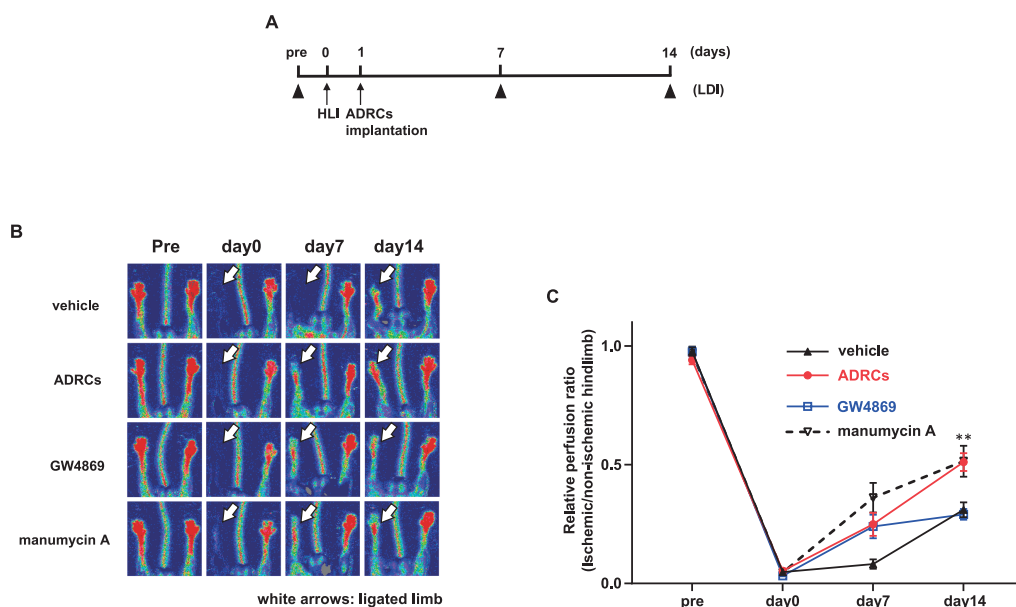 A
pre 0 1 7 14 (days)
(LDI)
HLI ADRCs
implantation
B
Pre day0 day7 day14
vehicle
ADRCs
GW4869
manumycin A
white arrows: ligated limb
C
Relative perfusion ratio
(Ischemic/non-ischemic hindlimb)
1.0
0.5
0.0
vehicle
ADRCs
GW4869
manumycin A
**
pre day0 day7 day14